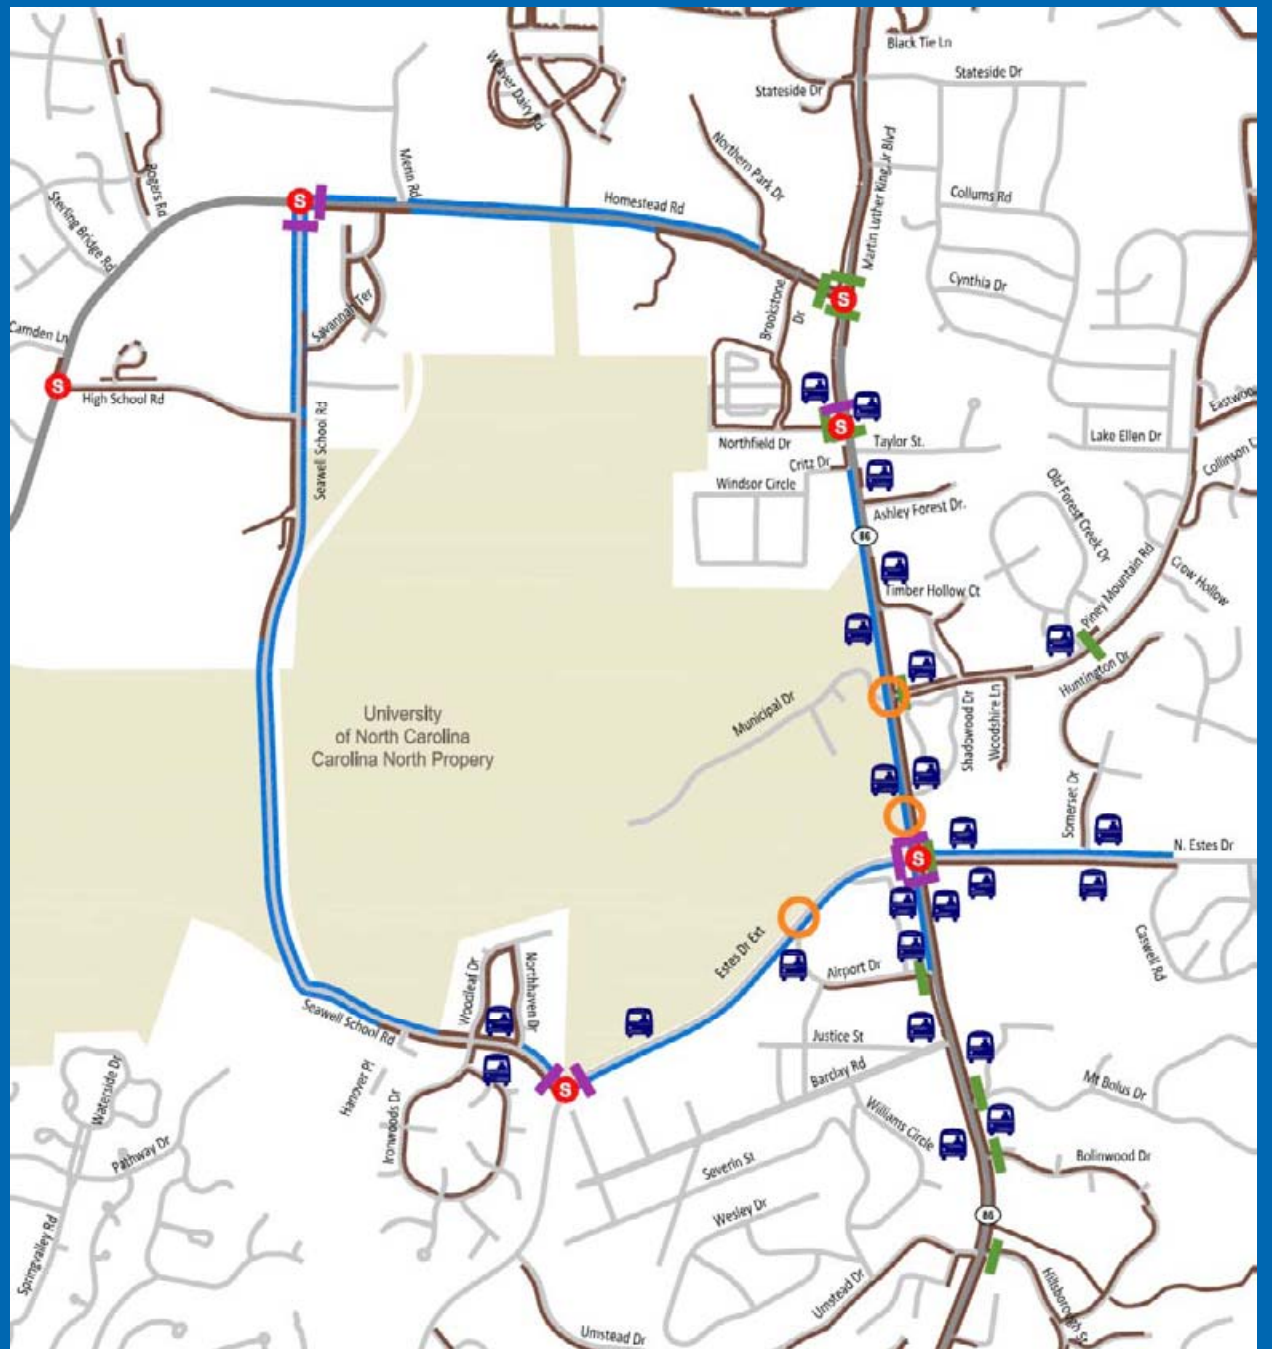 Black Tie Ln
Stateside Dr
Stateside Dr
Weaver Dairy Rd
Martin Luther King Jr Blvd
Northern Park Dr
Merin Rd
Rogers Rd
Homestead Rd
Collums Rd
Sterling Bridge Rd
S
S
Cynthia Dr
Brookstone
Dr
Savannah Ter
Camden Ln
S
High School Rd
Eastwoo
S
Northfield Dr
Taylor St.
Lake Ellen Dr
Critz Dr
Collinson
Seawell School Rd
Windsor Circle
Ashley Forest Dr.
Old Forest Creek Dr
86
Piney Mountain Rd
Crow Hollow
Timber Hollow Ct
Huntington Dr
Municipal Dr
Shadowood Dr
Woodshire Ln
University
of North Carolina
Carolina North Propery
Somerset Dr
N. Estes Dr
S
Estes Dr Ext
Caswell Rd
Airport Dr
Woodleaf Dr
Northhaven Dr
Seawell School Rd
Justice St
Barclay Rd
S
Hanover Pl
Waterside Dr
Mt Bolus Dr
Ironwoods Dr
Williams Circle
Pathway Dr
Severin St
Bolinwood Dr
Wesley Dr
86
Springvalley Rd
Umstead Dr
Hillsborough St
Umstead Dr